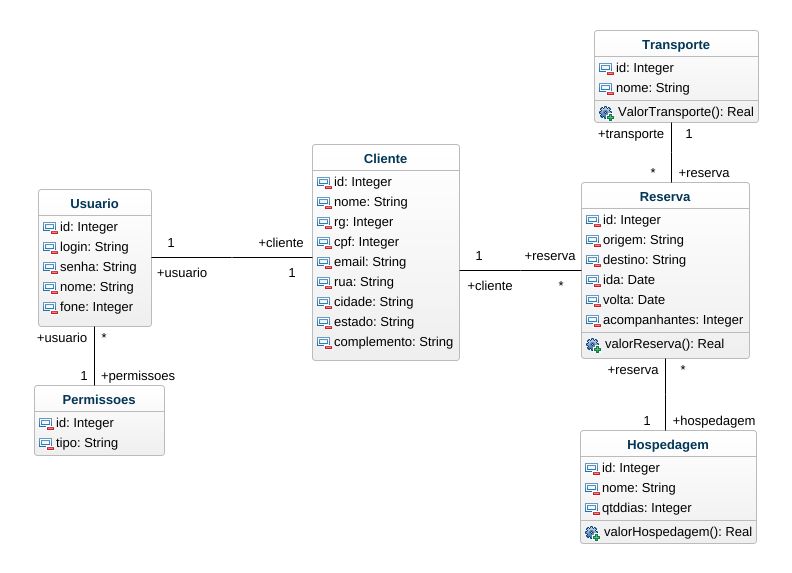 Transporte
id: Integer
nome: String
ValorTransporte(): Real
+transporte 1
* +reserva
Cliente
id: Integer
nome: String
rg: Integer
cpf: Integer
email: String
rua: String
cidade: String
estado: String
complemento: String
Usuario
id: Integer
login: String
senha: String
nome: String
fone: Integer
1 +cliente
+usuario 1
1 +reserva
+cliente *
Reserva
id: Integer
origem: String
destino: String
ida: Date
volta: Date
acompanhantes: Integer
valorReserva(): Real
+usuario *
1 +permissoes
Permissoes
id: Integer
tipo: String
+reserva *
1 +hospedagem
Hospedagem
id: Integer
nome: String
qtddias: Integer
valorHospedagem(): Real